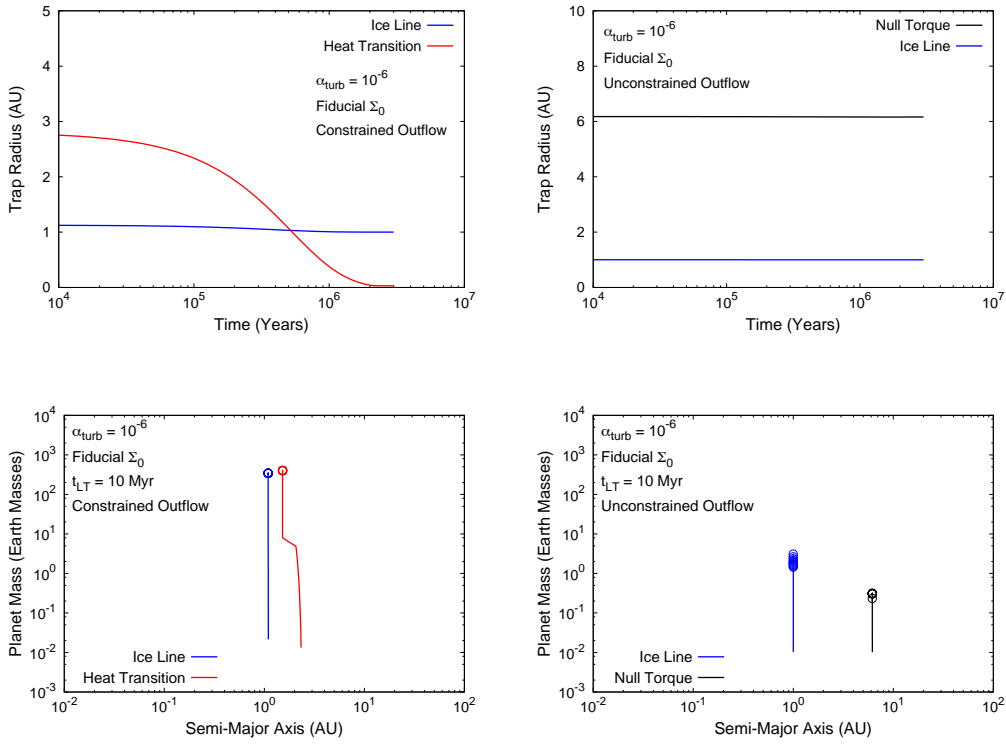 Ice Line
Heat Transition
α_turb = 10^-6
Fiducial Σ_0
Constrained Outflow
Trap Radius (AU)
5
4
3
2
1
0
10^4 10^5 10^6 10^7
Time (Years)
Null Torque
Ice Line
α_turb = 10^-6
Fiducial Σ_0
Unconstrained Outflow
Trap Radius (AU)
10
8
6
4
2
0
10^4 10^5 10^6 10^7
Time (Years)
α_turb = 10^-6
Fiducial Σ_0
t_LT = 10 Myr
Constrained Outflow
Planet Mass (Earth Masses)
10^4
10^3
10^2
10^1
10^0
10^-1
10^-2
10^-3
Ice Line
Heat Transition
10^-2 10^-1 10^0 10^1 10^2
Semi-Major Axis (AU)
α_turb = 10^-6
Fiducial Σ_0
t_LT = 10 Myr
Unconstrained Outflow
Planet Mass (Earth Masses)
10^4
10^3
10^2
10^1
10^0
10^-1
10^-2
10^-3
Ice Line
Null Torque
10^-2 10^-1 10^0 10^1 10^2
Semi-Major Axis (AU)